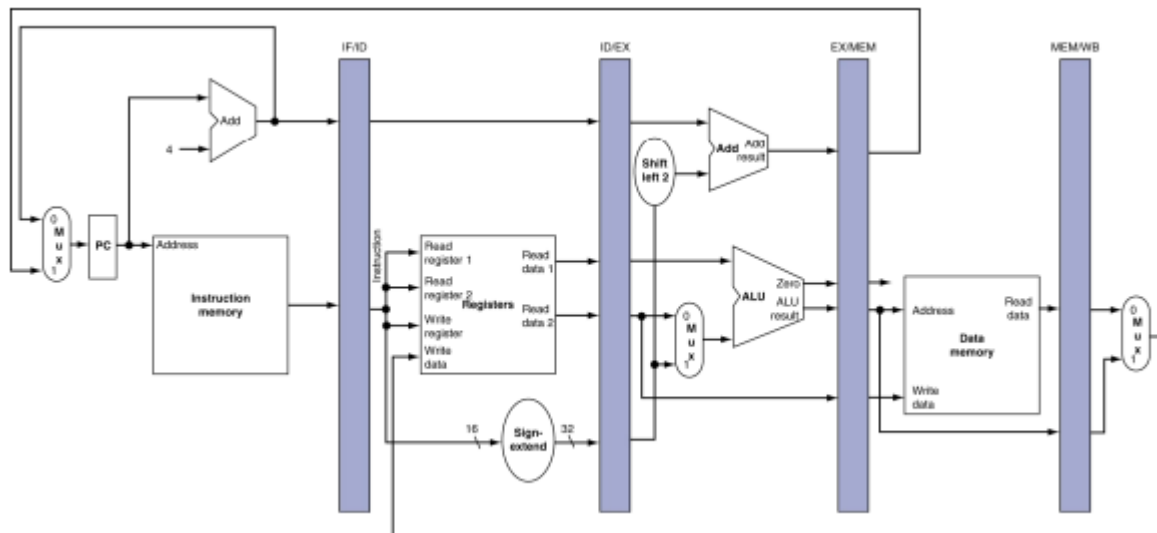 IF/ID
ID/EX
EX/MEM
MEM/WB
Add
4
Add
Add
result
Shift
left 2
0
M
u
x
1
PC
Address
Instruction
memory
Instruction
Read
register 1
Read
register 2
Registers
Write
register
Write
data
Read
data 1
Read
data 2
16
Sign-
extend
32
0
M
u
x
1
ALU
Zero
ALU
result
Address
Read
data
Data
memory
Write
data
0
M
u
x
1